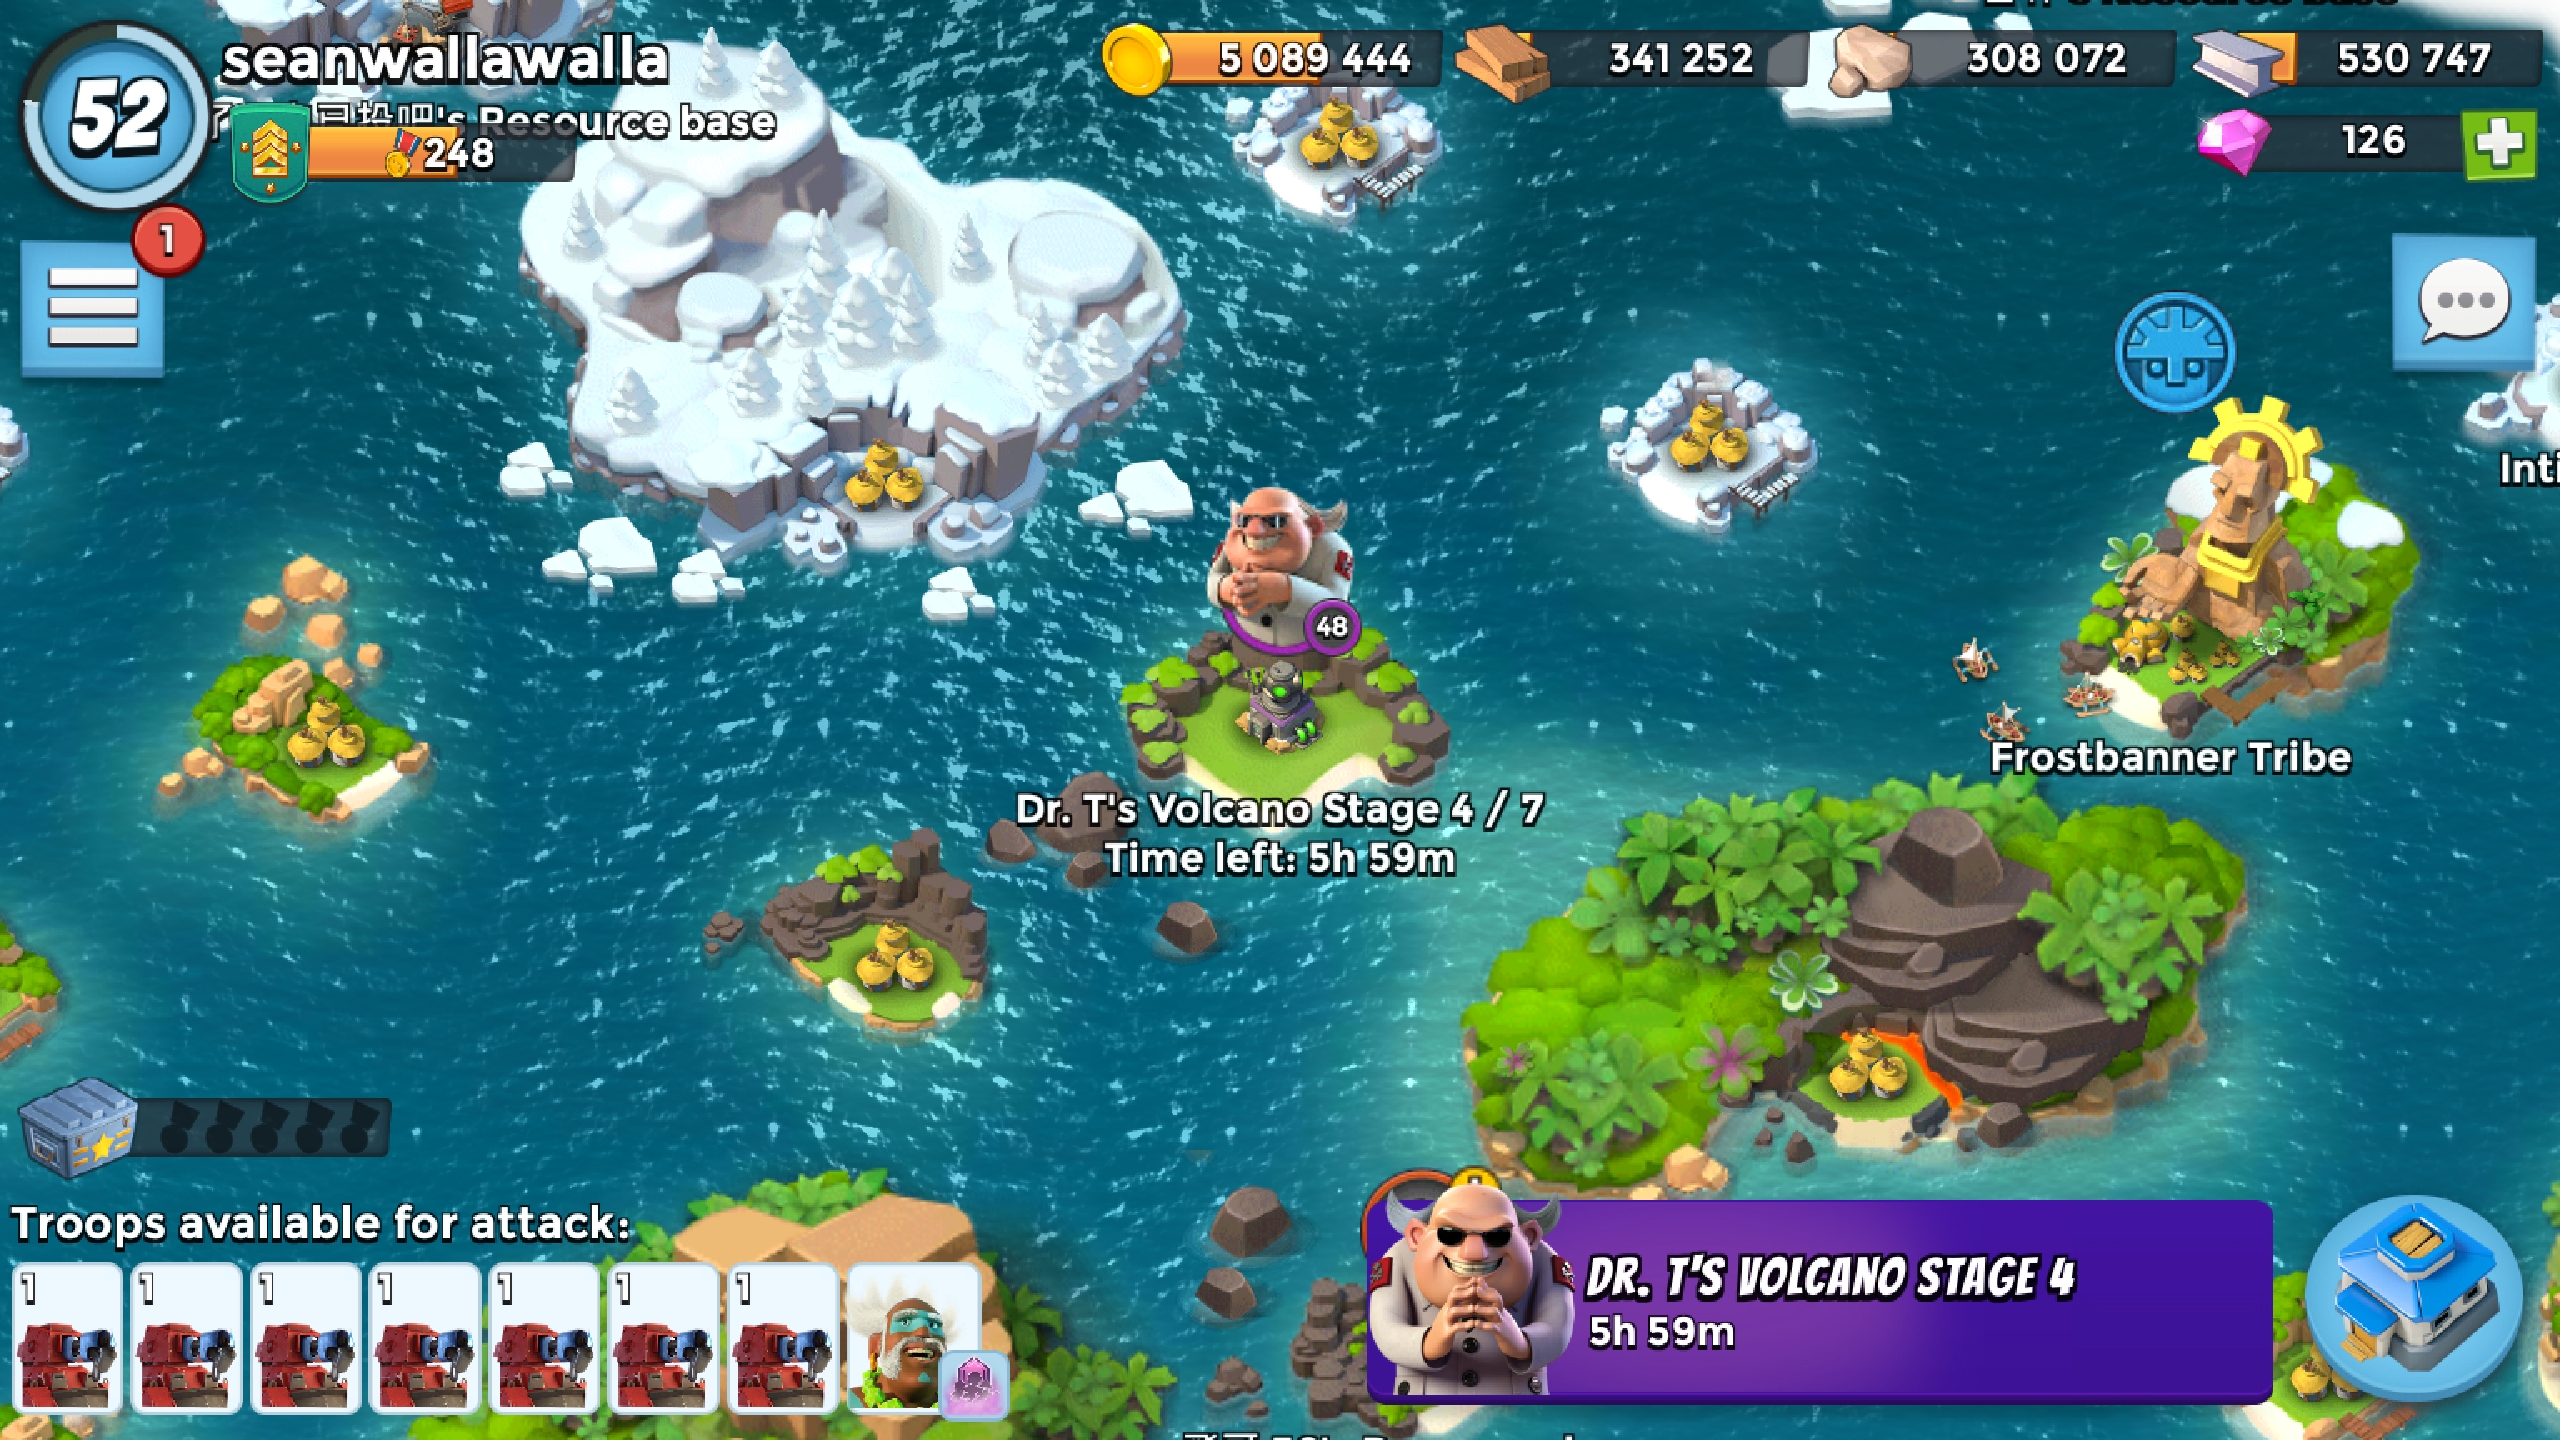 seanwallawalla
52
's Resource base
248
1
5 089 444
341 252
308 072
530 747
126
48
Dr. T's Volcano Stage 4 / 7
Time left: 5h 59m
Frostbanner Tribe
Troops available for attack:
1 1 1 1 1 1 1
DR. T'S VOLCANO STAGE 4
5h 59m